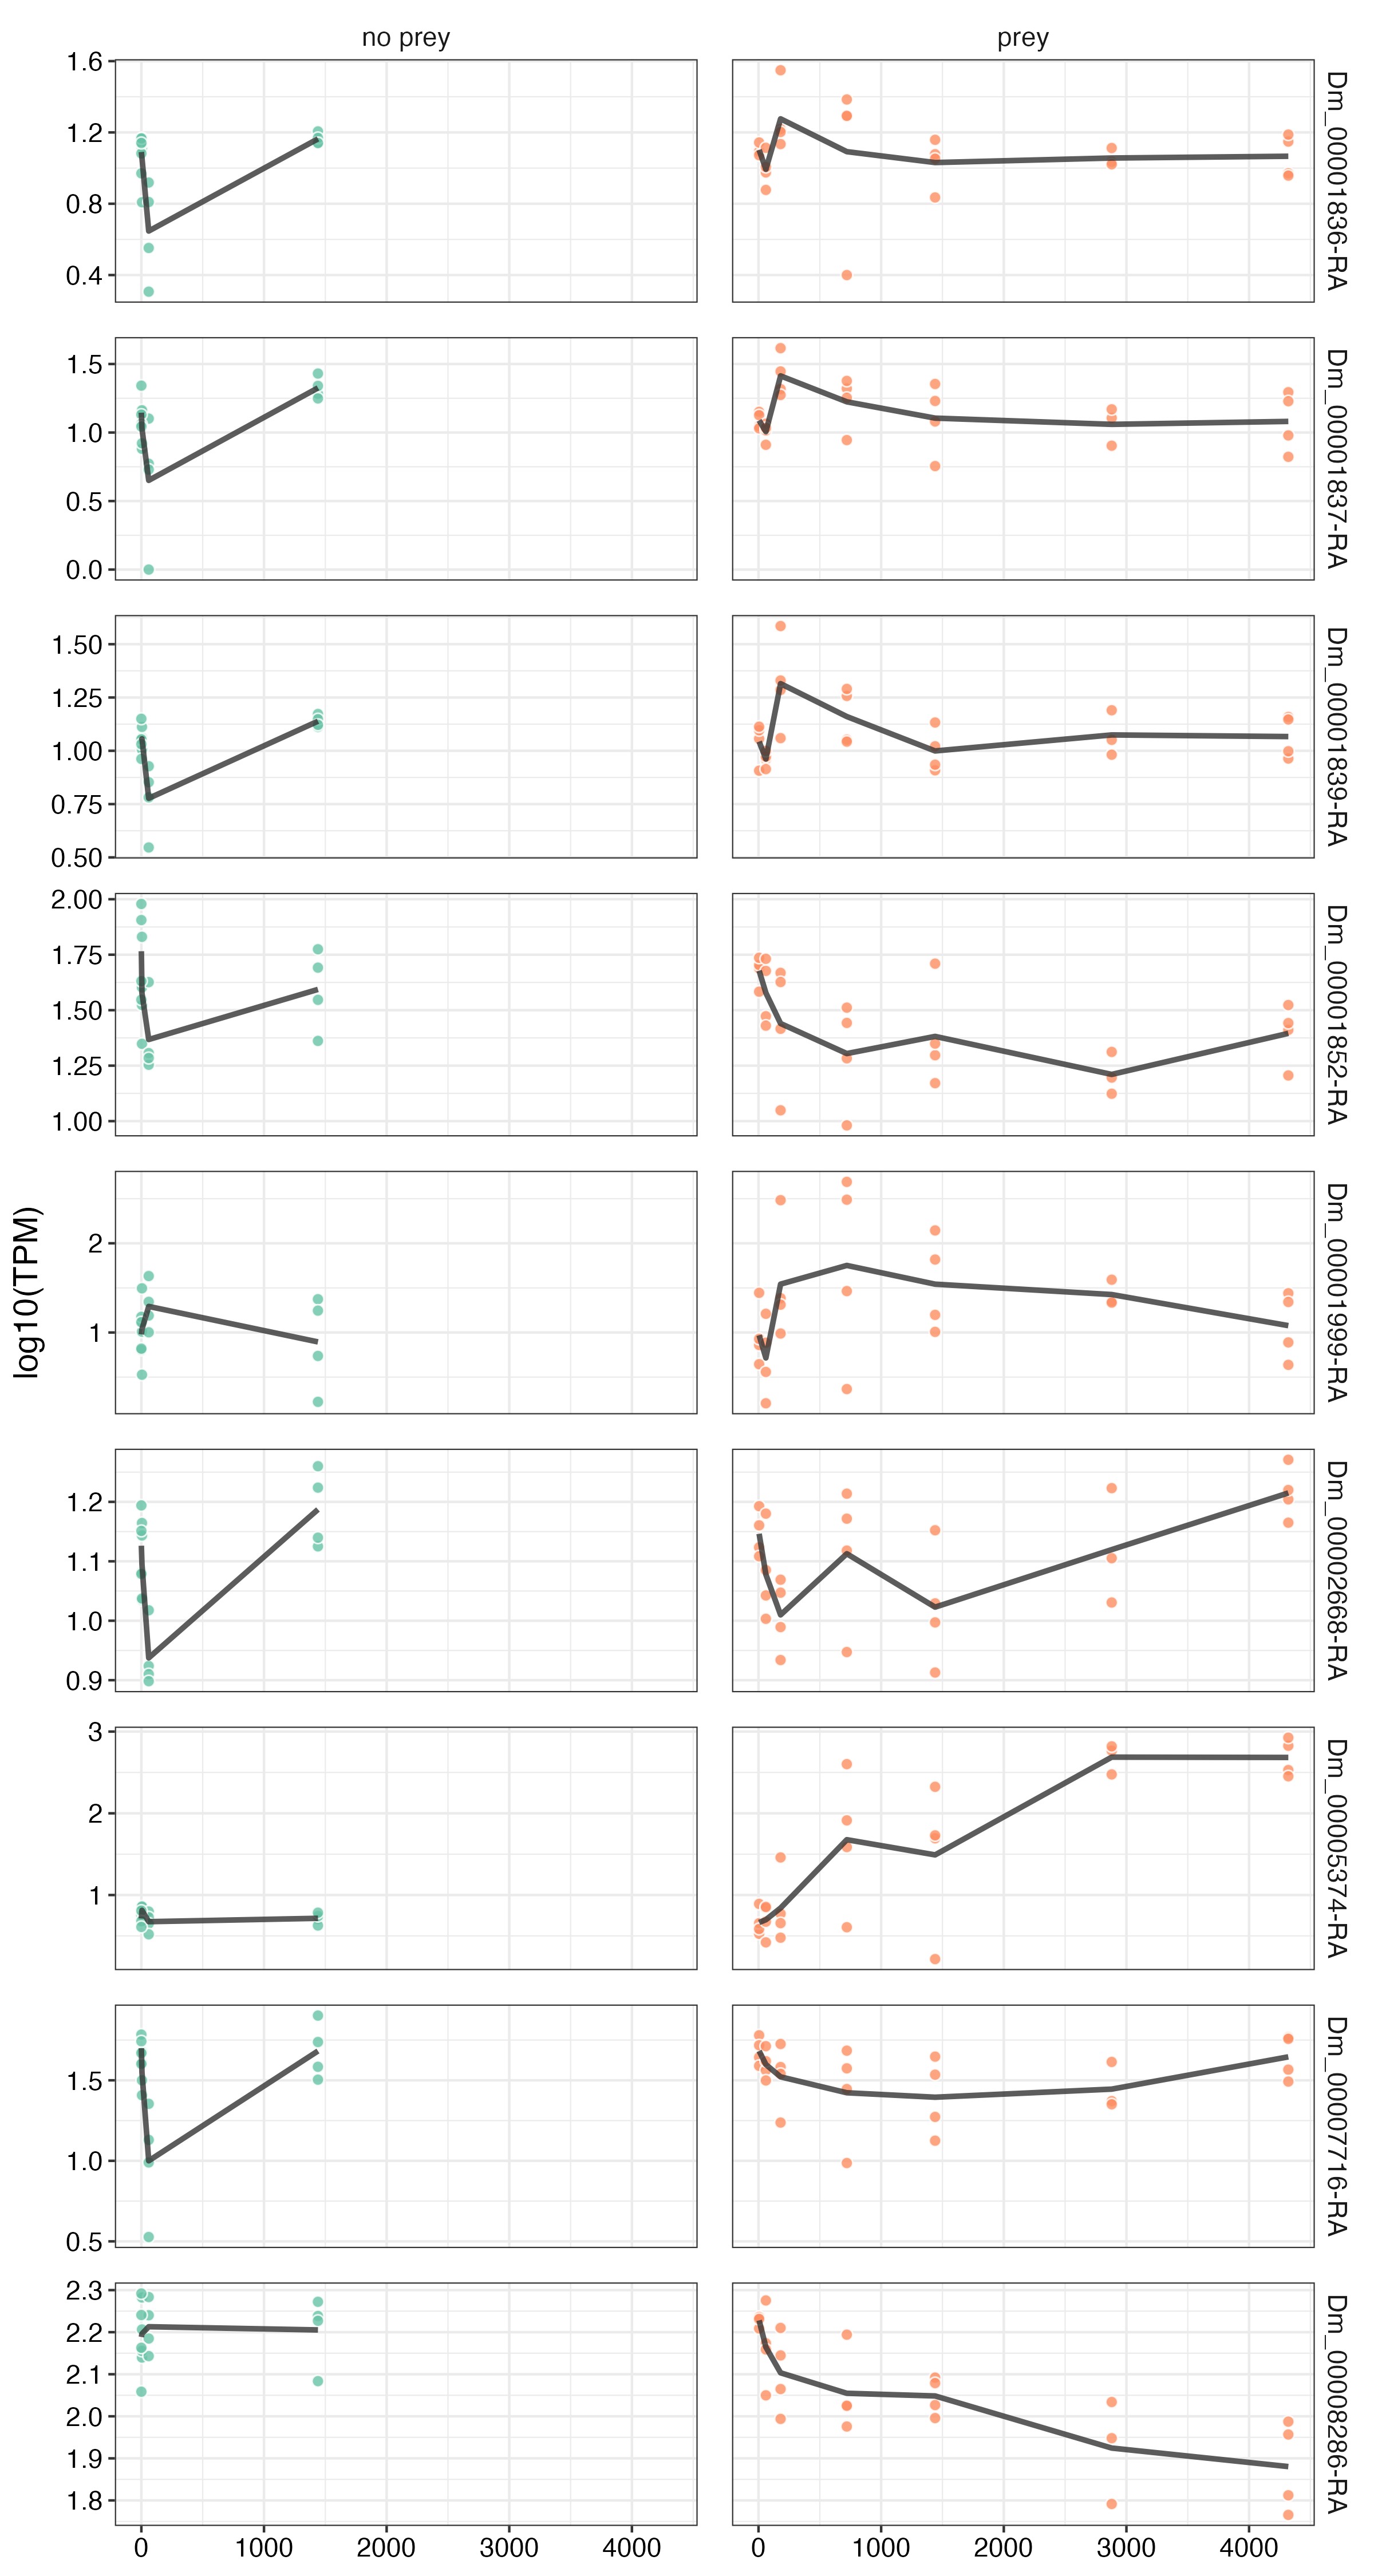 no prey
prey
1.6
1.2
0.8
0.4
Dm_00001836-RA
1.5
1.0
0.5
0.0
Dm_00001837-RA
1.50
1.25
1.00
0.75
0.50
Dm_00001839-RA
2.00
1.75
1.50
1.25
1.00
Dm_00001852-RA
log10(TPM)
2
1
Dm_00001999-RA
1.2
1.1
1.0
0.9
Dm_00002668-RA
3
2
1
Dm_00005374-RA
1.5
1.0
0.5
Dm_00007716-RA
2.3
2.2
2.1
2.0
1.9
1.8
Dm_00008286-RA
0 1000 2000 3000 4000
0 1000 2000 3000 4000